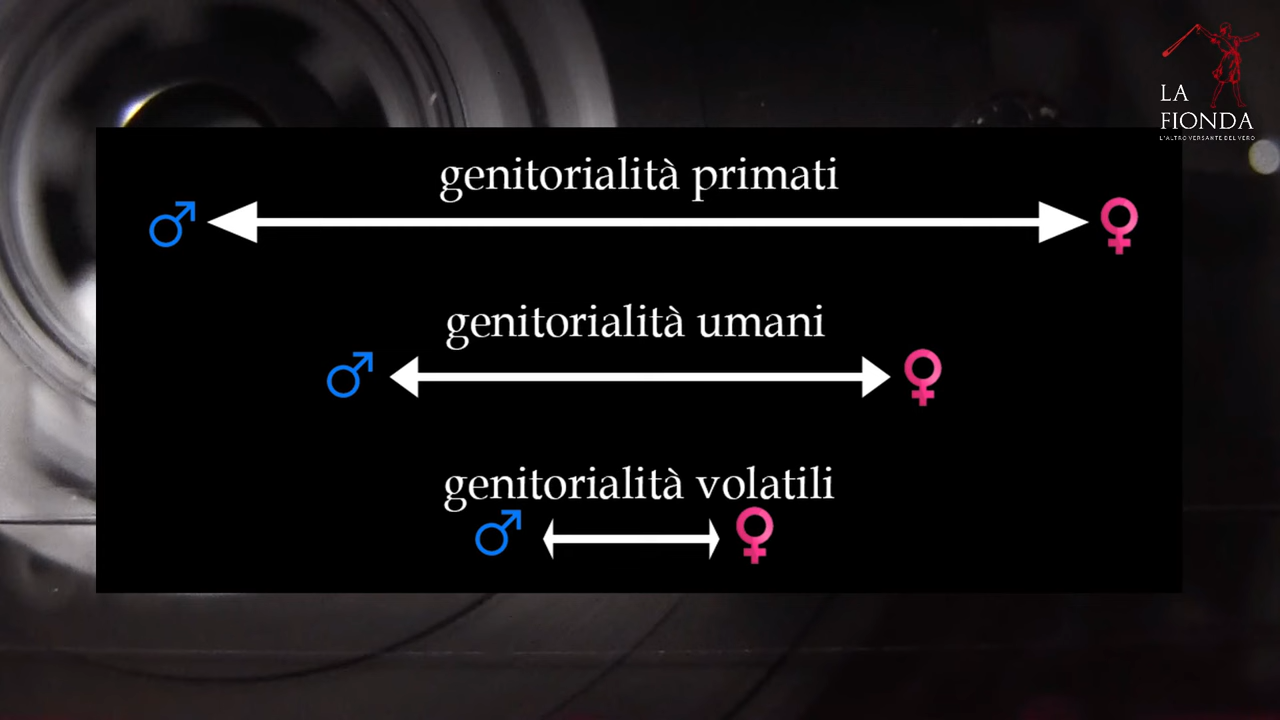 LA
FIONDA
L'ALTRO VERSANTE DEL VERO
genitorialità primati
genitorialità umani
genitorialità volatili